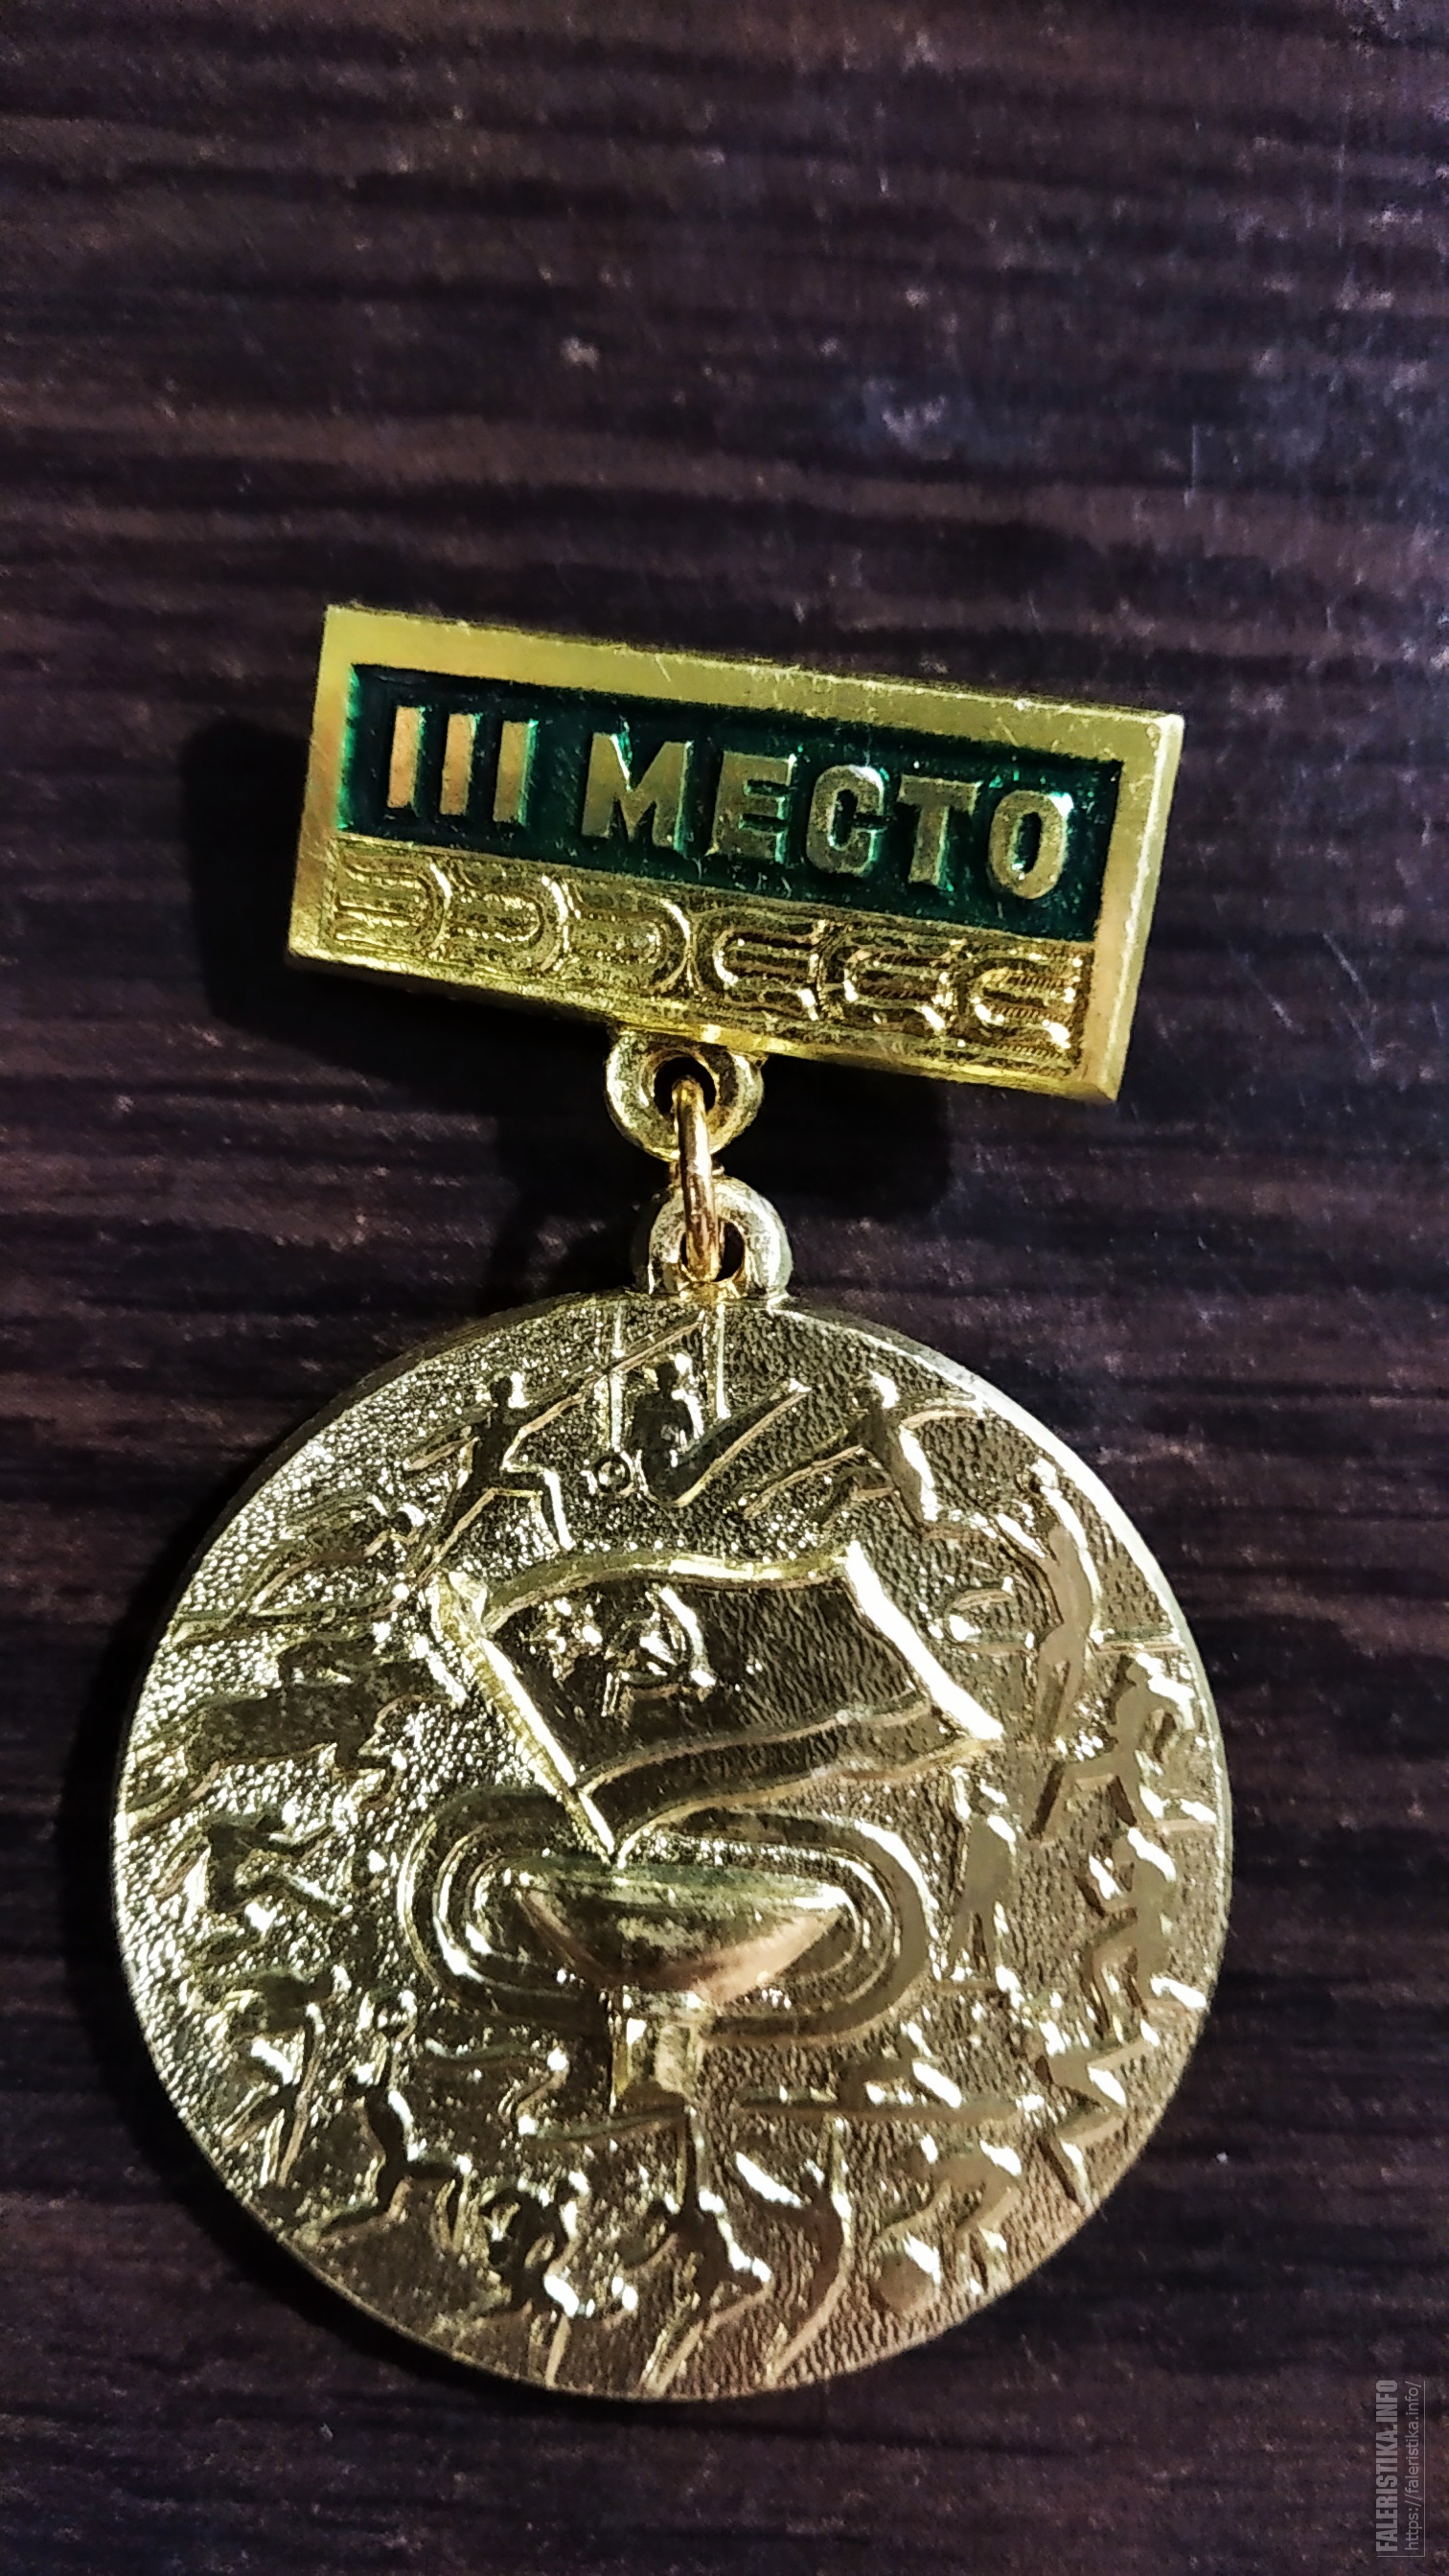 III МЕСТО
FALERISTIKA.INFO
https://faleristika.info/